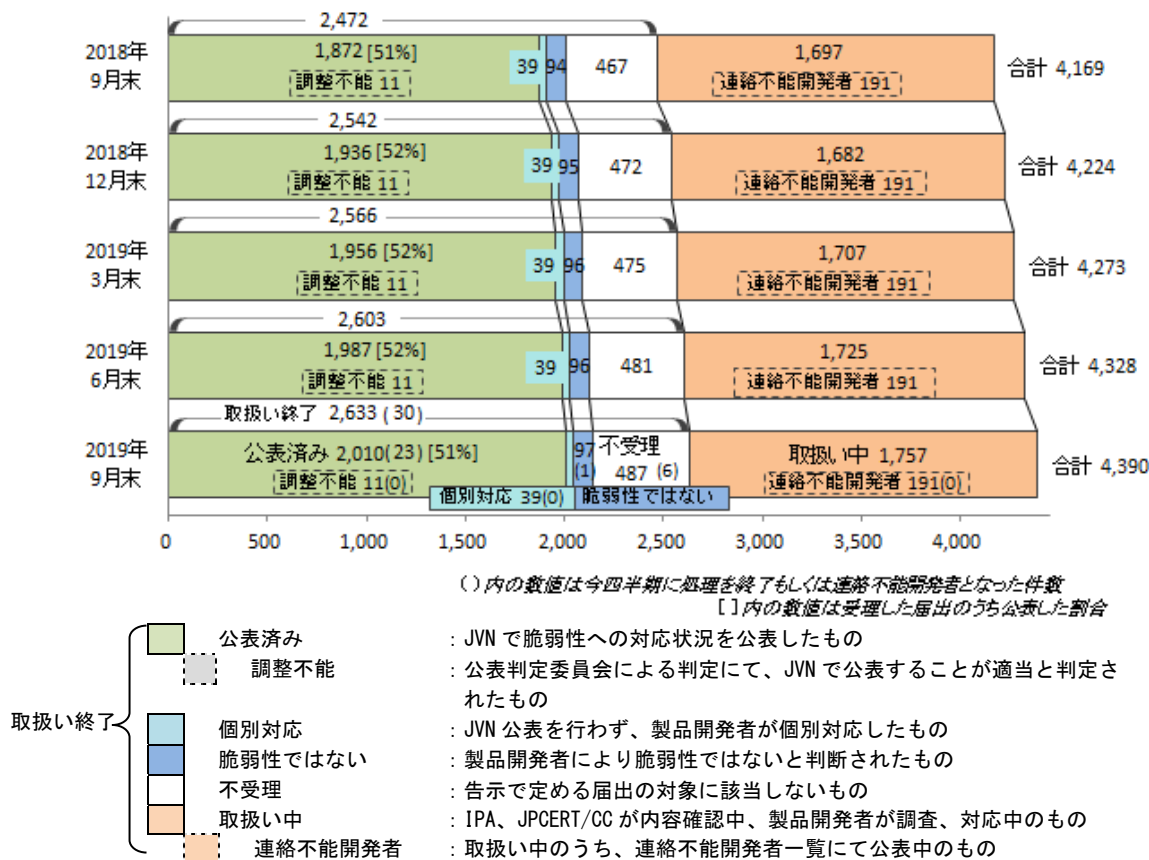 2,472
2018年
9月末
1,872 [51%]
調整不能 11
39
94
467
1,697
連絡不能開発者 191
合計 4,169
2,542
2018年
12月末
1,936 [52%]
調整不能 11
39
95
472
1,682
連絡不能開発者 191
合計 4,224
2,566
2019年
3月末
1,956 [52%]
調整不能 11
39
96
475
1,707
連絡不能開発者 191
合計 4,273
2,603
2019年
6月末
1,987 [52%]
調整不能 11
39
96
481
1,725
連絡不能開発者 191
合計 4,328
取扱い終了 2,633 ( 30)
2019年
9月末
公表済み 2,010(23) [51%]
調整不能 11(0)
97
(1)
不受理
487 (6)
取扱い中 1,757
連絡不能開発者 191(0)
合計 4,390
個別対応 39(0)
脆弱性ではない
0 500 1,000 1,500 2,000 2,500 3,000 3,500 4,000
( ) 内の数値は今四半期に処理を終了もしくは連絡不能開発者となった件数
[ ] 内の数値は受理した届出のうち公表した割合
取扱い終了
公表済み : JVN で脆弱性への対応状況を公表したもの
調整不能 : 公表判定委員会による判定にて、JVN で公表することが適当と判定さ
れたもの
個別対応 : JVN 公表を行わず、製品開発者が個別対応したもの
脆弱性ではない : 製品開発者により脆弱性ではないと判断されたもの
不受理 : 告示で定める届出の対象に該当しないもの
取扱い中 : IPA、JPCERT/CC が内容確認中、製品開発者が調査、対応中のもの
連絡不能開発者 : 取扱い中のうち、連絡不能開発者一覧にて公表中のもの